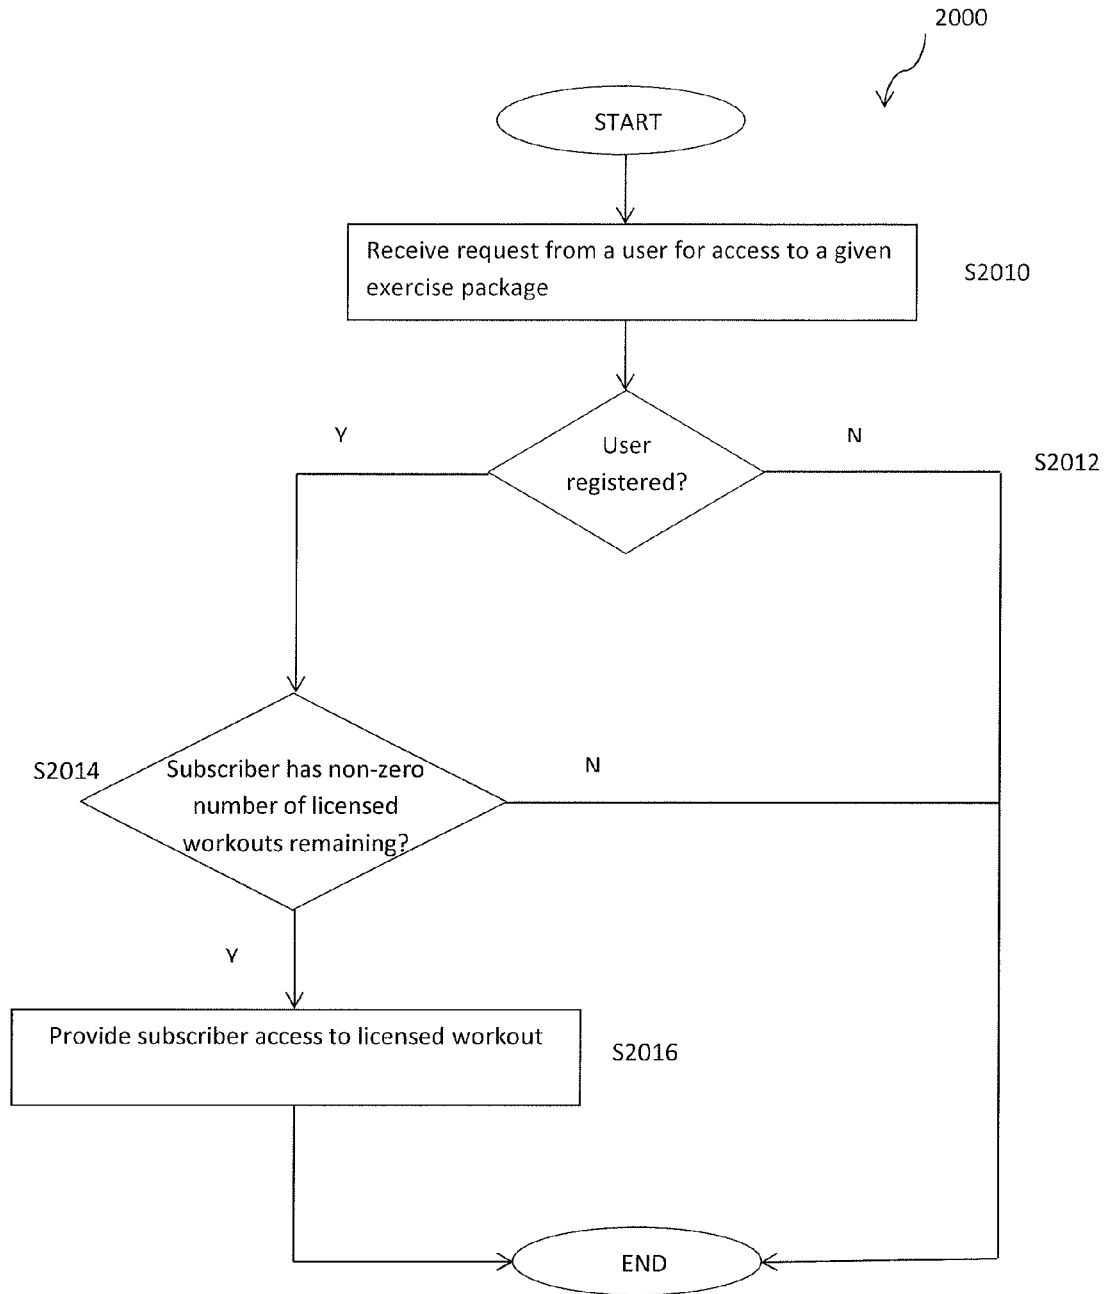 2000
START
Receive request from a user for access to a given
exercise package
S2010
Y
N
User
registered?
S2012
S2014
Subscriber has non-zero
number of licensed
workouts remaining?
N
Y
Provide subscriber access to licensed workout
S2016
END